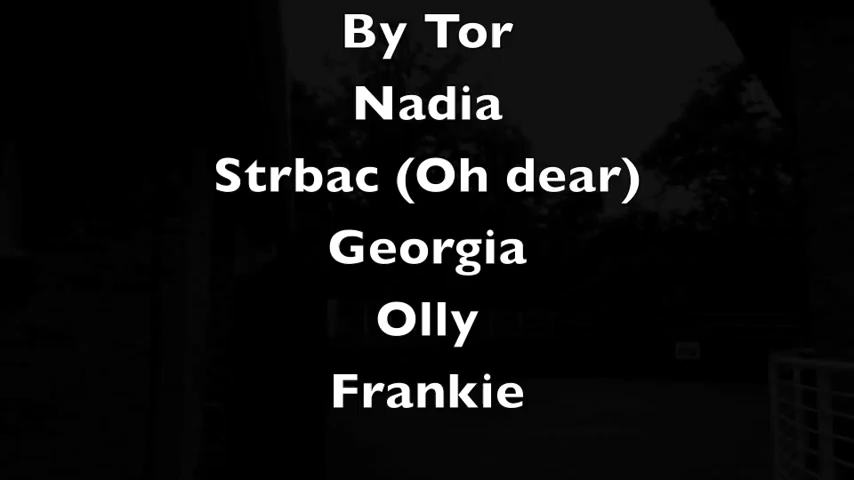 By Tor
Nadia
Strbac (Oh dear)
Georgia
Olly
Frankie